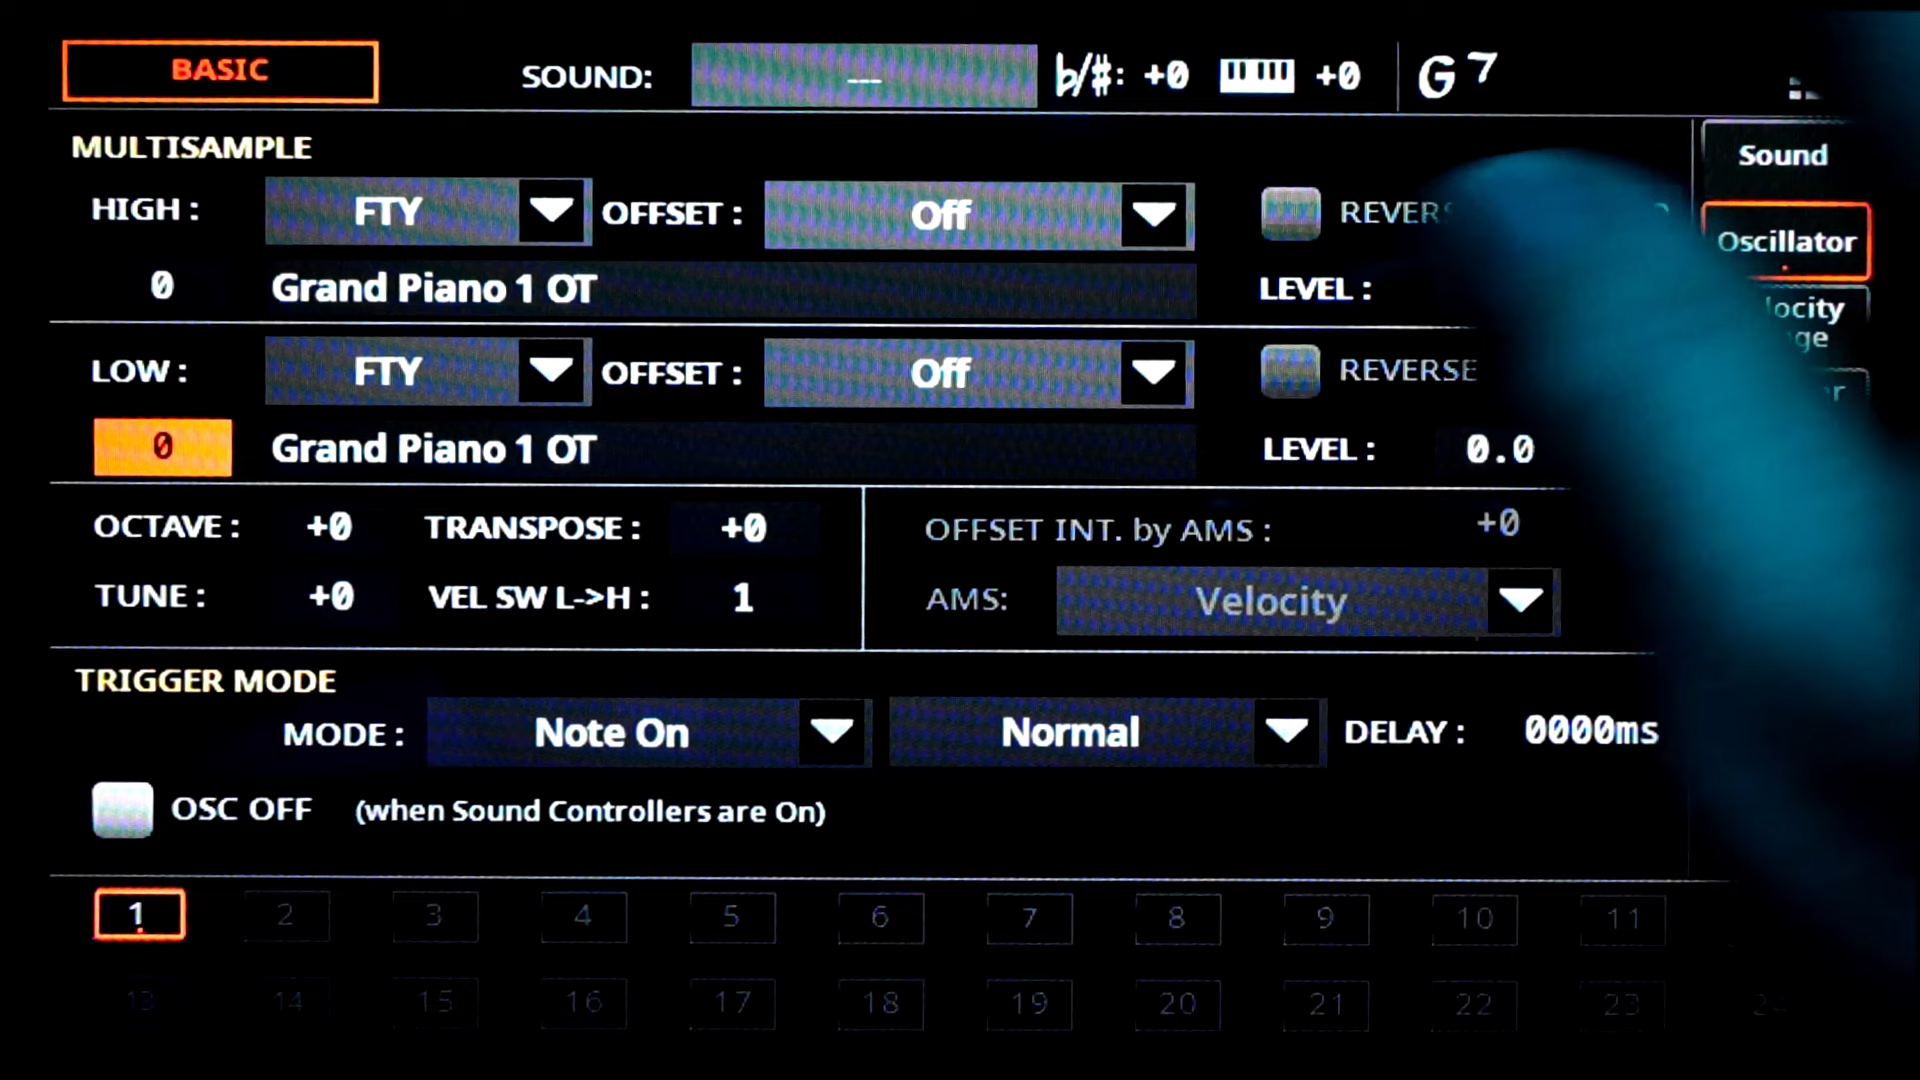 BASIC SOUND: --- b/#: +0 +0 G 7
MULTISAMPLE Sound
HIGH : FTY OFFSET : Off Oscillator
0 Grand Piano 1 OT LEVEL :
LOW : FTY OFFSET : Off REVERSE
0 Grand Piano 1 OT LEVEL : 0.0
OCTAVE : +0 TRANSPOSE : +0 OFFSET INT. by AMS : +0
TUNE : +0 VEL SW L->H : 1 AMS: Velocity
TRIGGER MODE
MODE : Note On Normal DELAY : 0000ms
OSC OFF (when Sound Controllers are On)
1 2 3 4 5 6 7 8 9 10 11
13 14 15 16 17 18 19 20 21 22 23